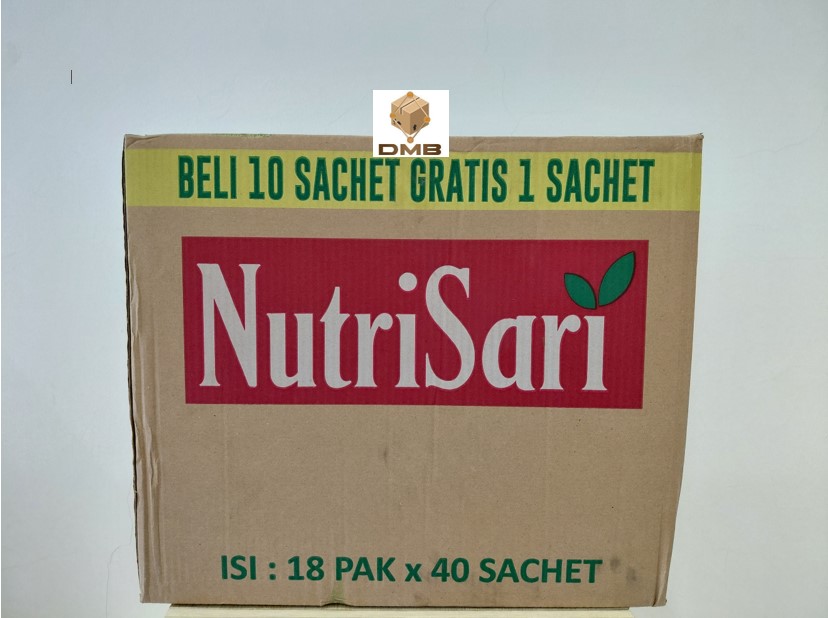 DMB
BELI 10 SACHET GRATIS 1 SACHET
NutriSari
ISI : 18 PAK x 40 SACHET